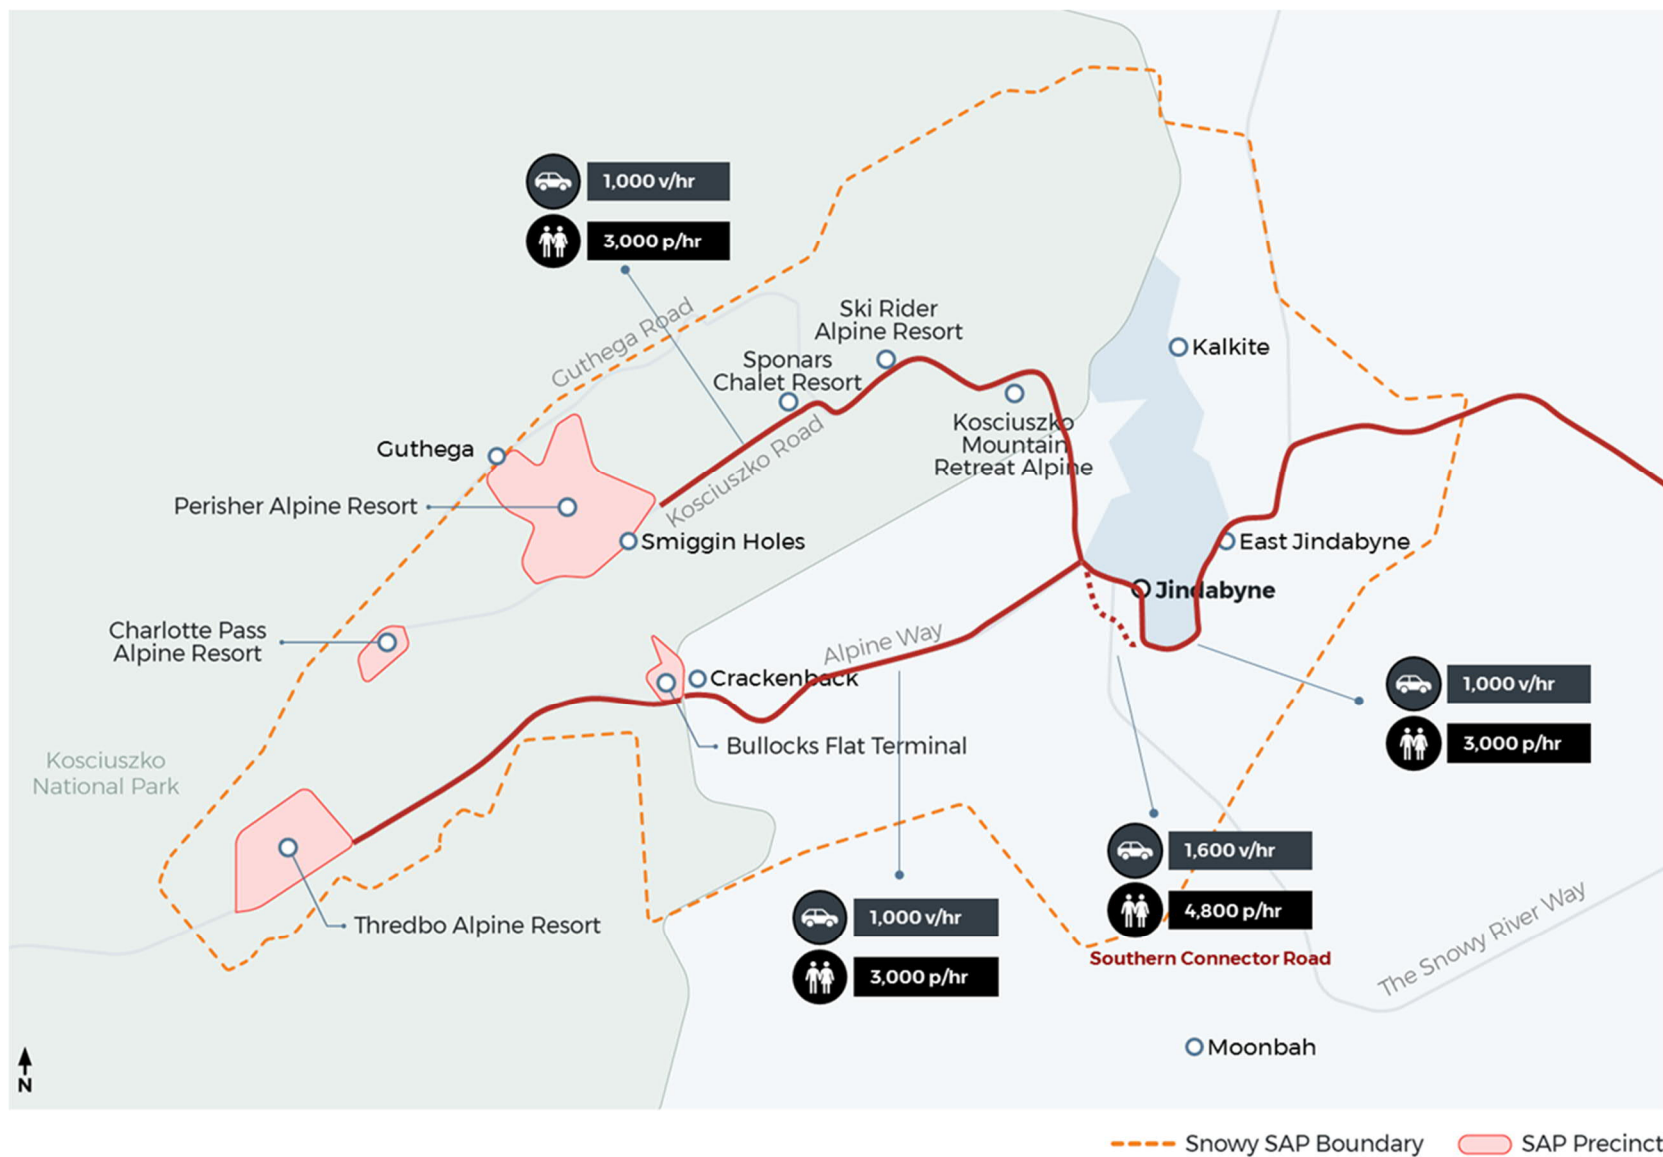 1,000 v/hr
3,000 p/hr
Guthega Road
Ski Rider
Alpine Resort
Sponars
Chalet Resort
Kalkite
Kosciuszko
Mountain
Retreat Alpine
Kosciuszko Road
Guthega
Perisher Alpine Resort
Smiggin Holes
East Jindabyne
Jindabyne
Charlotte Pass
Alpine Resort
Alpine Way
Crackenback
1,000 v/hr
3,000 p/hr
Bullocks Flat Terminal
Kosciuszko
National Park
1,600 v/hr
4,800 p/hr
Southern Connector Road
1,000 v/hr
3,000 p/hr
Thredbo Alpine Resort
The Snowy River Way
Moonbah
N
Snowy SAP Boundary
SAP Precinct